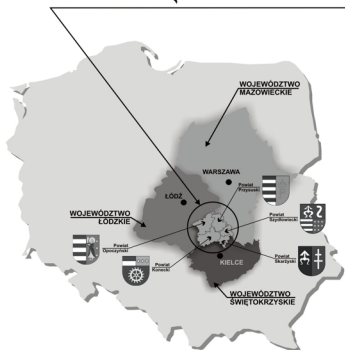 WOJEWÓDZTWO
MAZOWIECKIE
WARSZAWA
ŁÓDŹ
Powiat
Przysuski
Powiat
Szydłowiecki
WOJEWÓDZTWO
ŁÓDZKIE
Powiat
Opoczyński
Powiat
Konecki
KIELCE
Powiat
Skarżyski
WOJEWÓDZTWO
ŚWIĘTOKRZYSKIE